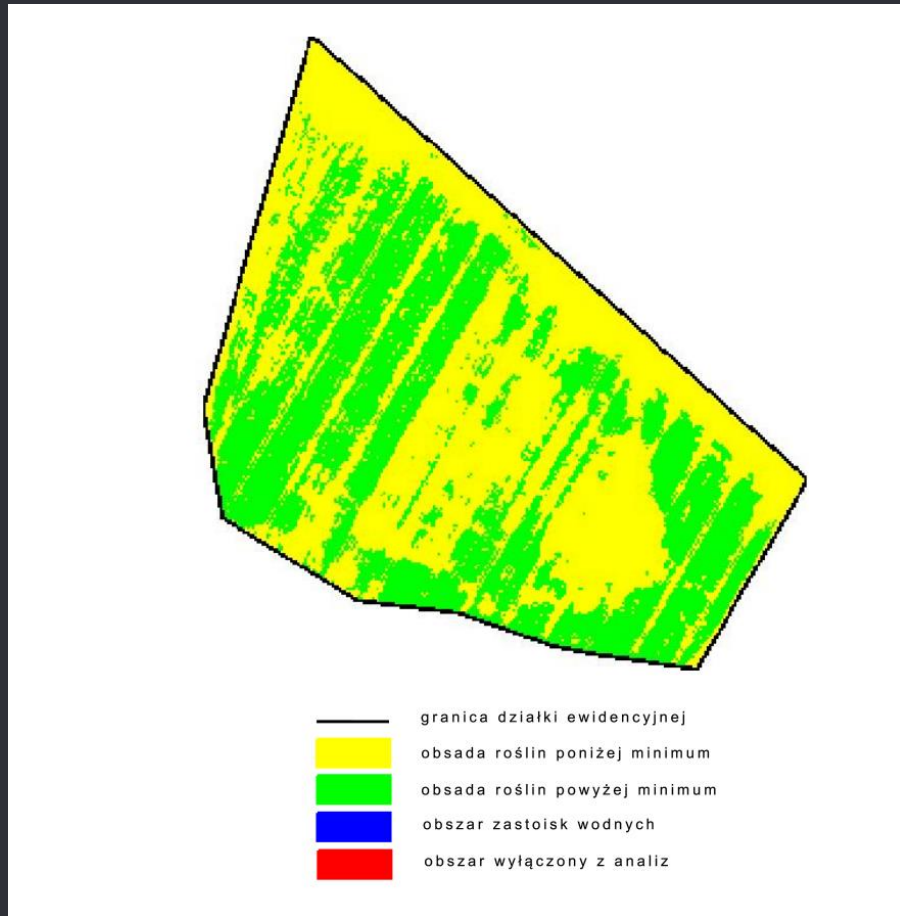 granica działki ewidencyjnej
obsada roślin poniżej minimum
obsada roślin powyżej minimum
obszar zastoisk wodnych
obszar wyłączony z analiz